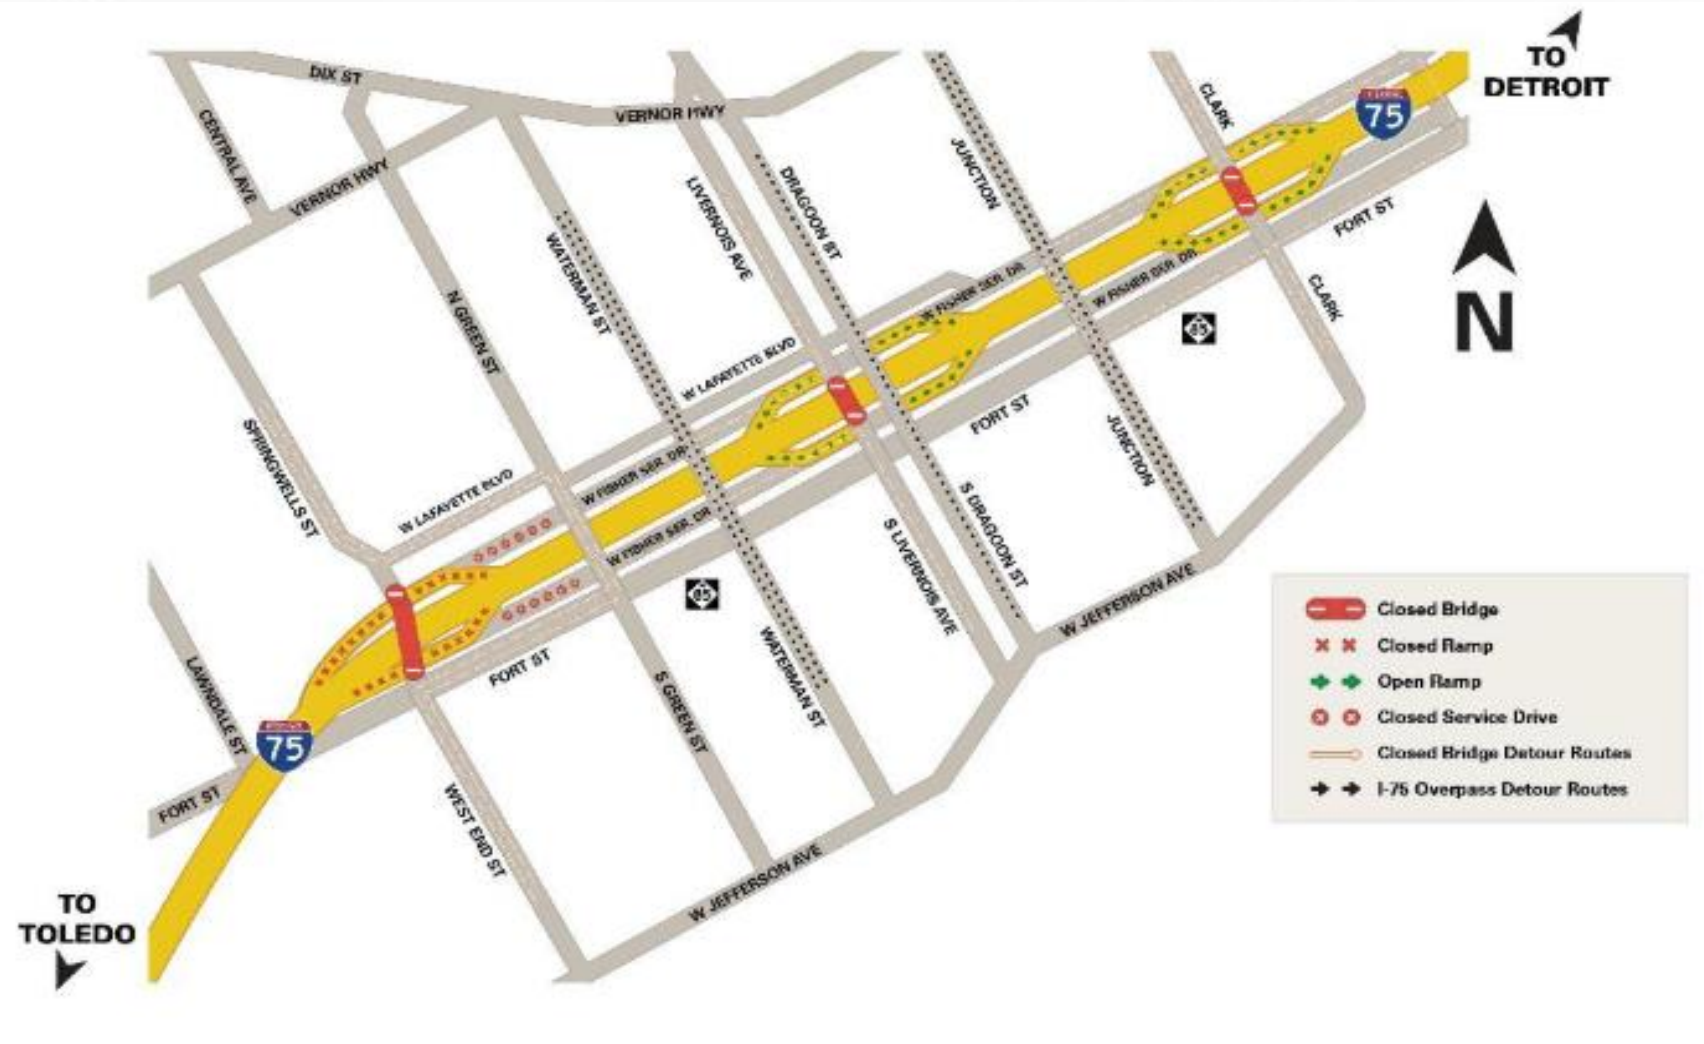 TO
DETROIT
DIX ST
VERNOR HWY
75
CLARK
CENTRAL AVE
JUNCTION
VERNOR HWY
DRAGOON ST
LIVERNOIS AVE
FORT ST
WATERMAN ST
N
W FISHER SER. DR
W FISHER SER. DR
CLARK
N GREEN ST
85
W LAFAYETTE BLVD
FORT ST
JUNCTION
SPRINGWELLS ST
W LAFAYETTE BLVD
W FISHER SER. DR
W FISHER SER. DR
S DRAGOON ST
S LIVERNOIS AVE
85
W JEFFERSON AVE
FORT ST
WATERMAN ST
S GREEN ST
LAWNDALE ST
75
FORT ST
WEST END ST
W JEFFERSON AVE
TO
TOLEDO
Closed Bridge
Closed Ramp
Open Ramp
Closed Service Drive
Closed Bridge Detour Routes
I-75 Overpass Detour Routes